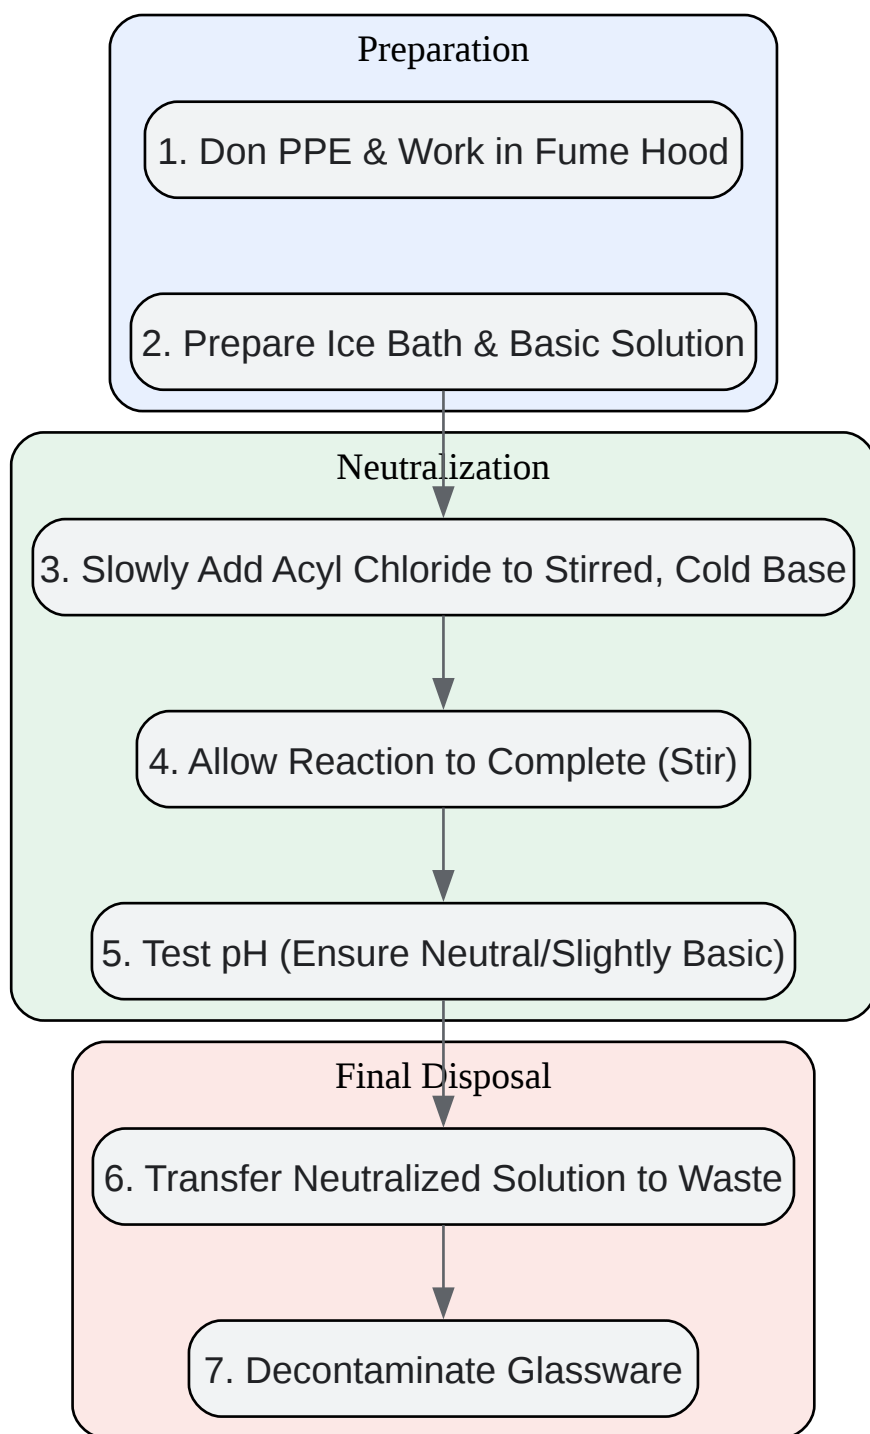 Preparation
1. Don PPE & Work in Fume Hood
2. Prepare Ice Bath & Basic Solution
Neutralization
3. Slowly Add Acyl Chloride to Stirred, Cold Base
4. Allow Reaction to Complete (Stir)
5. Test pH (Ensure Neutral/Slightly Basic)
Final Disposal
6. Transfer Neutralized Solution to Waste
7. Decontaminate Glassware